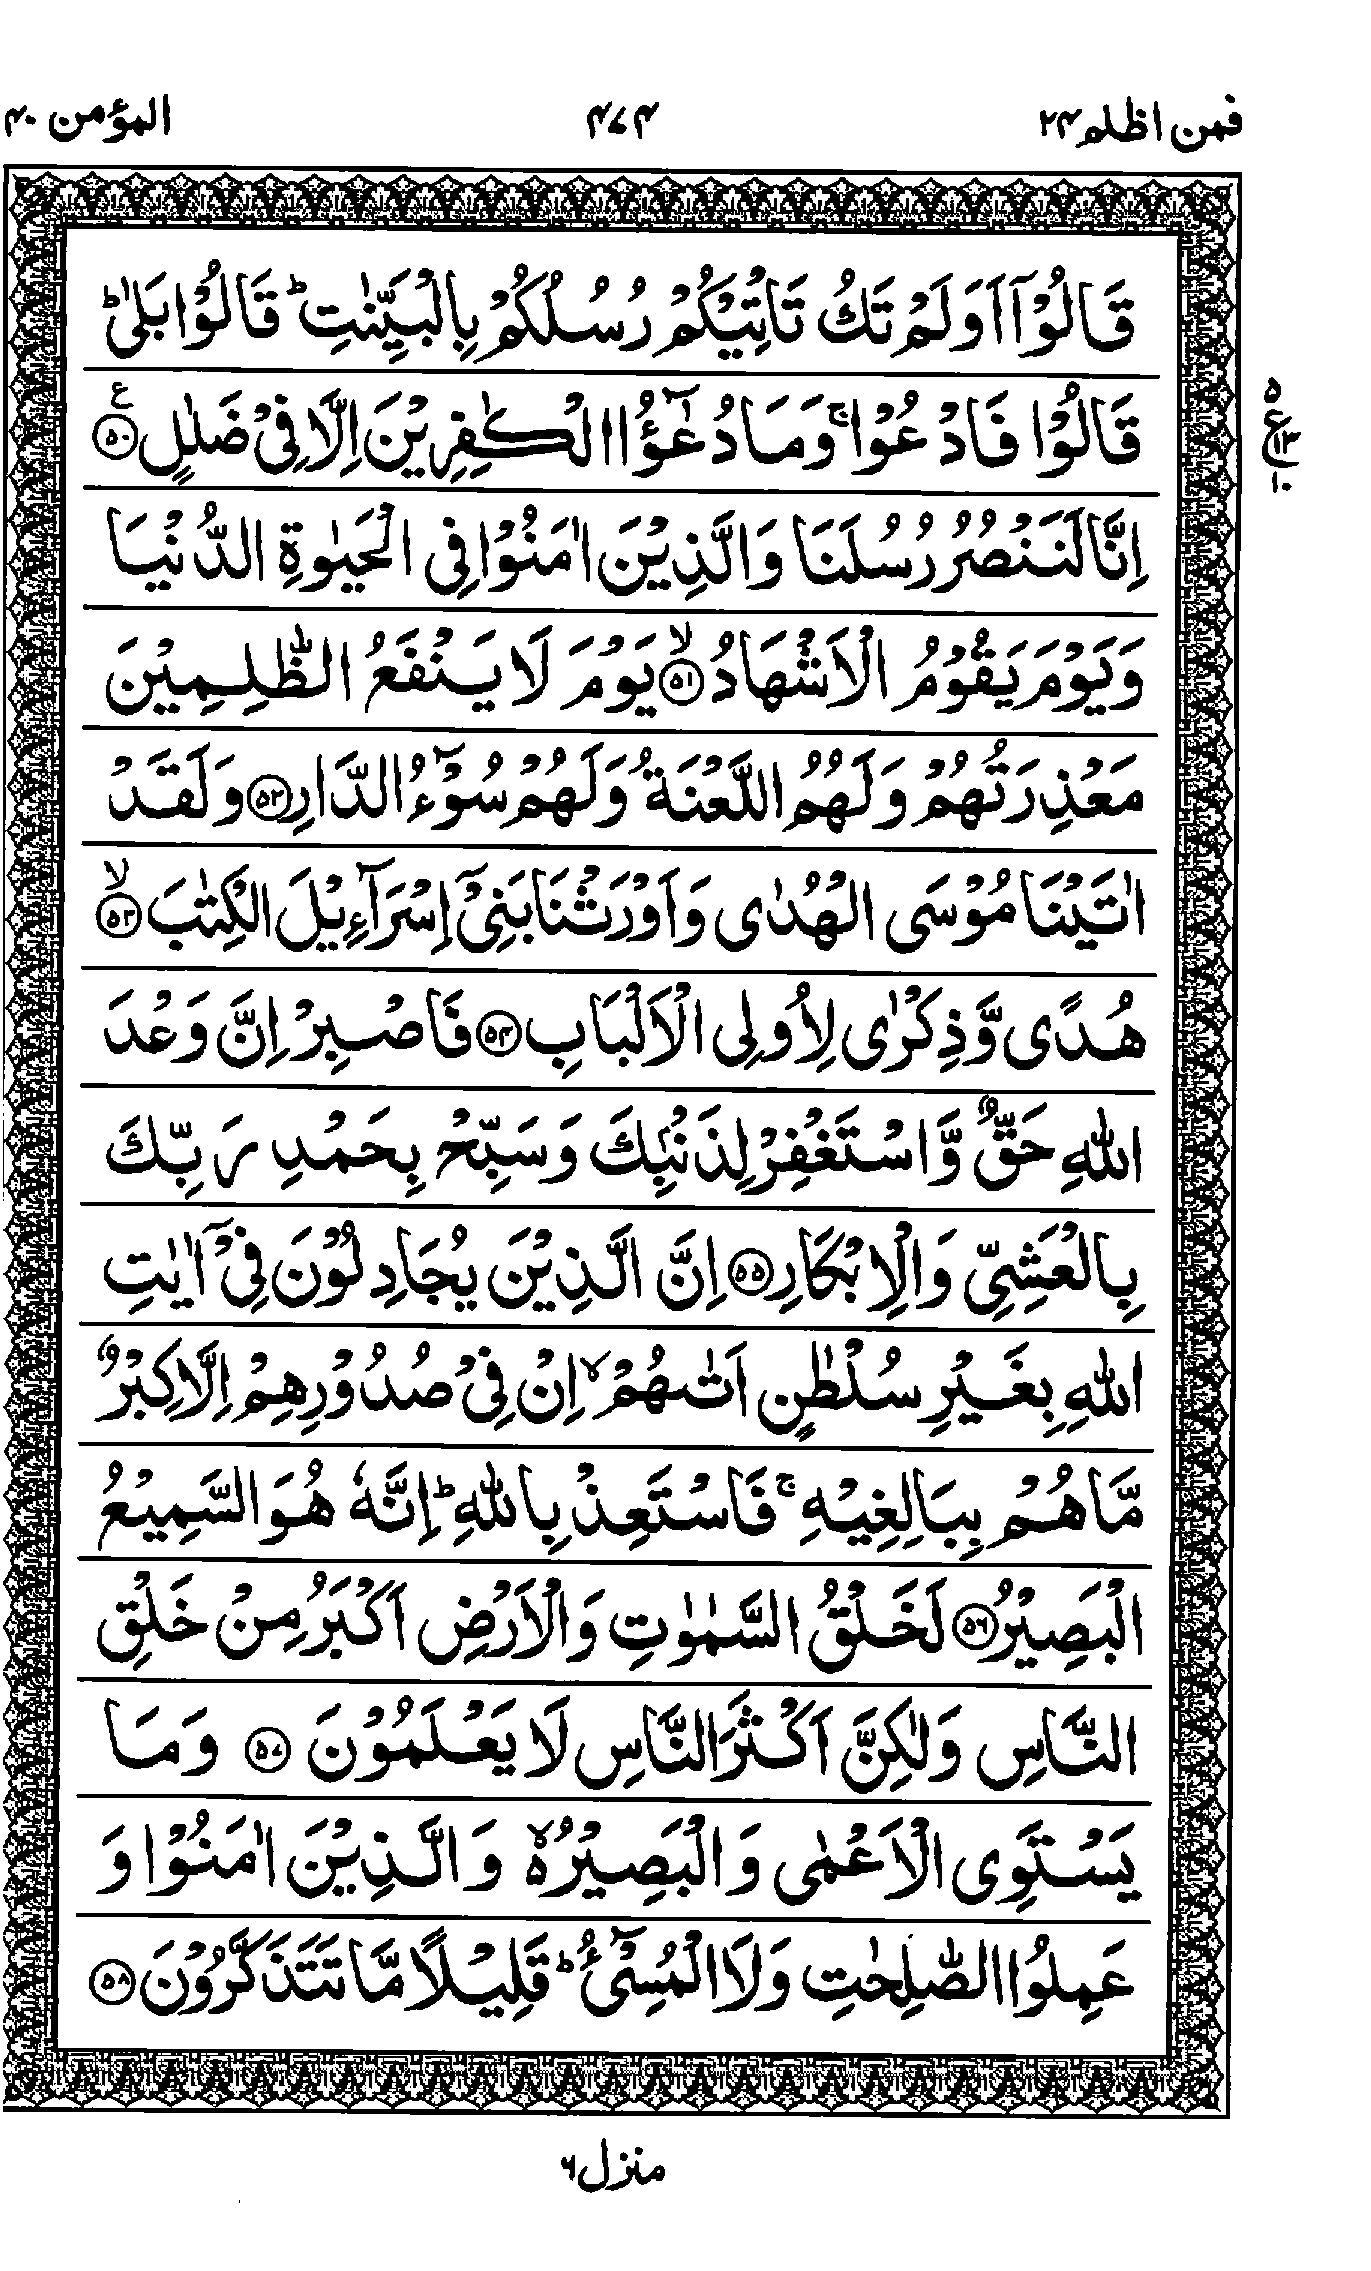 فمن اظلم ۲۴
۴۷۴
المؤمن ۴۰
قَالُوْۤا اَوَلَمْ تَكُ تَاْتِيْكُمْ رُسُلُكُمْ بِالْبَيِّنٰتِ ؕ قَالُوْا بَلٰى ؕ
قَالُوْا فَادْعُوْا ۚ وَمَا دُعٰٓؤُا الْكٰفِرِيْنَ اِلَّا فِيْ ضَلٰلٍ ۝۵۰ ع
۵
ع ۱۳
۱۰
اِنَّا لَنَنْصُرُ رُسُلَنَا وَالَّذِيْنَ اٰمَنُوْا فِى الْحَيٰوةِ الدُّنْيَا
وَيَوْمَ يَقُوْمُ الْاَشْهَادُ ۝۵۱ ۙ يَوْمَ لَا يَنْفَعُ الظّٰلِمِيْنَ
مَعْذِرَتُهُمْ وَلَهُمُ اللَّعْنَةُ وَلَهُمْ سُوْٓءُ الدَّارِ ۝۵۲ وَلَقَدْ
اٰتَيْنَا مُوْسَى الْهُدٰى وَاَوْرَثْنَا بَنِيْۤ اِسْرَآءِيْلَ الْكِتٰبَ ۝۵۳ ۙ
هُدًى وَّذِكْرٰى لِاُولِى الْاَلْبَابِ ۝۵۴ فَاصْبِرْ اِنَّ وَعْدَ
اللّٰهِ حَقٌّ وَّاسْتَغْفِرْ لِذَنْۢبِكَ وَسَبِّحْ بِحَمْدِ رَبِّكَ
بِالْعَشِيِّ وَالْاِبْكَارِ ۝۵۵ اِنَّ الَّذِيْنَ يُجَادِلُوْنَ فِيْۤ اٰيٰتِ
اللّٰهِ بِغَيْرِ سُلْطٰنٍ اَتٰىهُمْ ۙ اِنْ فِيْ صُدُوْرِهِمْ اِلَّا كِبْرٌ
مَّا هُمْ بِبَالِغِيْهِ ۚ فَاسْتَعِذْ بِاللّٰهِ ؕ اِنَّهٗ هُوَ السَّمِيْعُ
الْبَصِيْرُ ۝۵۶ لَخَلْقُ السَّمٰوٰتِ وَالْاَرْضِ اَكْبَرُ مِنْ خَلْقِ
النَّاسِ وَلٰكِنَّ اَكْثَرَ النَّاسِ لَا يَعْلَمُوْنَ ۝۵۷ وَمَا
يَسْتَوِى الْاَعْمٰى وَالْبَصِيْرُ ۙ۬ وَالَّذِيْنَ اٰمَنُوْا وَ
عَمِلُوا الصّٰلِحٰتِ وَلَا الْمُسِيْٓءُ ؕ قَلِيْلًا مَّا تَتَذَكَّرُوْنَ ۝۵۸
منزل ۶